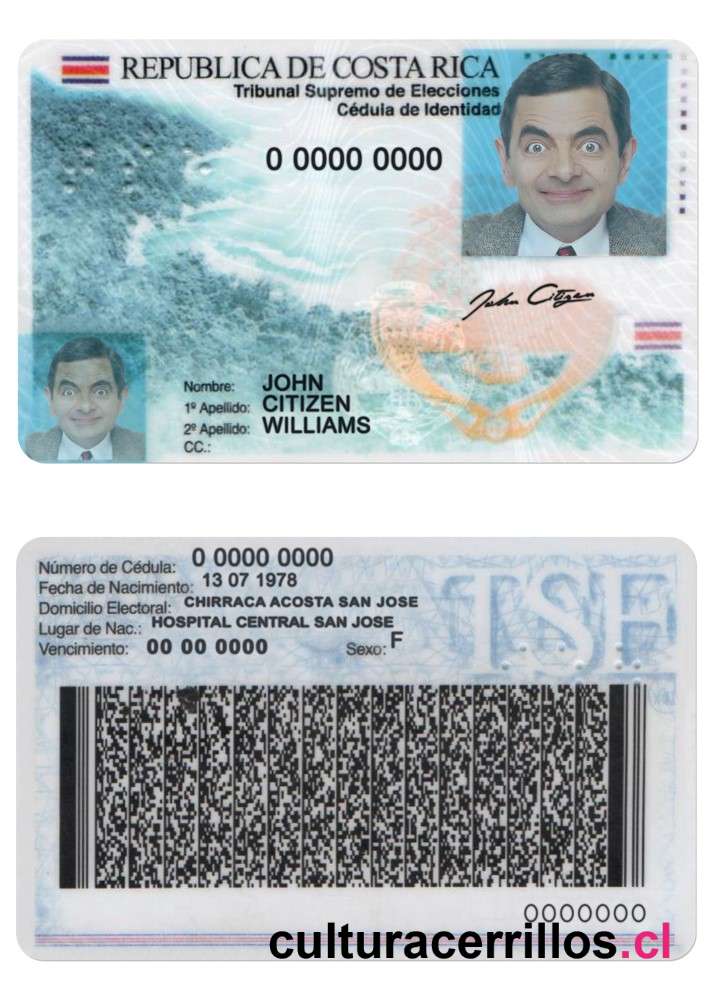 REPUBLICA DE COSTA RICA
Tribunal Supremo de Elecciones
Cédula de Identidad
0 0000 0000
John Citizen
Nombre: JOHN
1º Apellido: CITIZEN
2º Apellido: WILLIAMS
CC.:
Número de Cédula: 0 0000 0000
Fecha de Nacimiento: 13 07 1978
Domicilio Electoral: CHIRRACA ACOSTA SAN JOSE
Lugar de Nac.: HOSPITAL CENTRAL SAN JOSE
Vencimiento: 00 00 0000 Sexo: F
TSE
0000000
culturacerrillos.cl